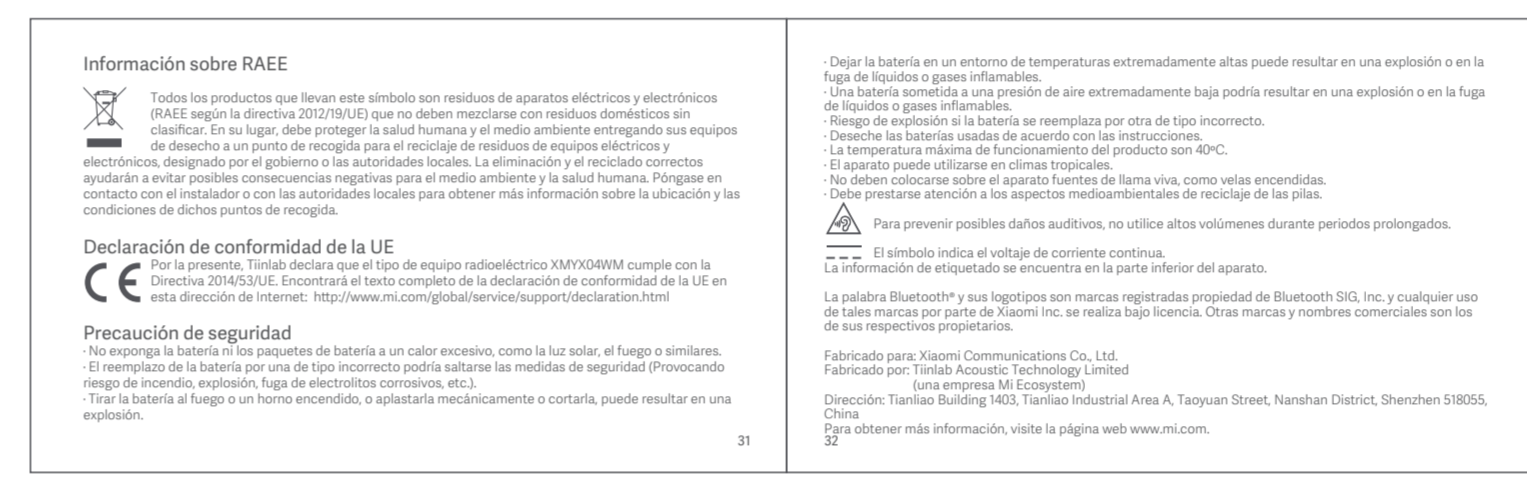 Información sobre RAEE
Todos los productos que llevan este símbolo son residuos de aparatos eléctricos y electrónicos
(RAEE según la directiva 2012/19/UE) que no deben mezclarse con residuos domésticos sin
clasificar. En su lugar, debe proteger la salud humana y el medio ambiente entregando sus equipos
de desecho a un punto de recogida para el reciclaje de residuos de equipos eléctricos y
electrónicos, designado por el gobierno o las autoridades locales. La eliminación y el reciclado correctos
ayudarán a evitar posibles consecuencias negativas para el medio ambiente y la salud humana. Póngase en
contacto con el instalador o con las autoridades locales para obtener más información sobre la ubicación y las
condiciones de dichos puntos de recogida.
Declaración de conformidad de la UE
CE
Por la presente, Tiinlab declara que el tipo de equipo radioeléctrico XMYX04WM cumple con la
Directiva 2014/53/UE. Encontrará el texto completo de la declaración de conformidad de la UE en
esta dirección de Internet: http://www.mi.com/global/service/support/declaration.html
Precaución de seguridad
· No exponga la batería ni los paquetes de batería a un calor excesivo, como la luz solar, el fuego o similares.
· El reemplazo de la batería por una de tipo incorrecto podría saltarse las medidas de seguridad (Provocando
riesgo de incendio, explosión, fuga de electrolitos corrosivos, etc.).
· Tirar la batería al fuego o un horno encendido, o aplastarla mecánicamente o cortarla, puede resultar en una
explosión.
31
· Dejar la batería en un entorno de temperaturas extremadamente altas puede resultar en una explosión o en la
fuga de líquidos o gases inflamables.
· Una batería sometida a una presión de aire extremadamente baja podría resultar en una explosión o en la fuga
de líquidos o gases inflamables.
· Riesgo de explosión si la batería se reemplaza por otra de tipo incorrecto.
· Deseche las baterías usadas de acuerdo con las instrucciones.
· La temperatura máxima de funcionamiento del producto son 40ºC.
· El aparato puede utilizarse en climas tropicales.
· No deben colocarse sobre el aparato fuentes de llama viva, como velas encendidas.
· Debe prestarse atención a los aspectos medioambientales de reciclaje de las pilas.
Para prevenir posibles daños auditivos, no utilice altos volúmenes durante periodos prolongados.
El símbolo indica el voltaje de corriente continua.
La información de etiquetado se encuentra en la parte inferior del aparato.
La palabra Bluetooth® y sus logotipos son marcas registradas propiedad de Bluetooth SIG, Inc. y cualquier uso
de tales marcas por parte de Xiaomi Inc. se realiza bajo licencia. Otras marcas y nombres comerciales son los
de sus respectivos propietarios.
Fabricado para: Xiaomi Communications Co., Ltd.
Fabricado por: Tiinlab Acoustic Technology Limited
(una empresa Mi Ecosystem)
Dirección: Tianliao Building 1403, Tianliao Industrial Area A, Taoyuan Street, Nanshan District, Shenzhen 518055,
China
Para obtener más información, visite la página web www.mi.com.
32